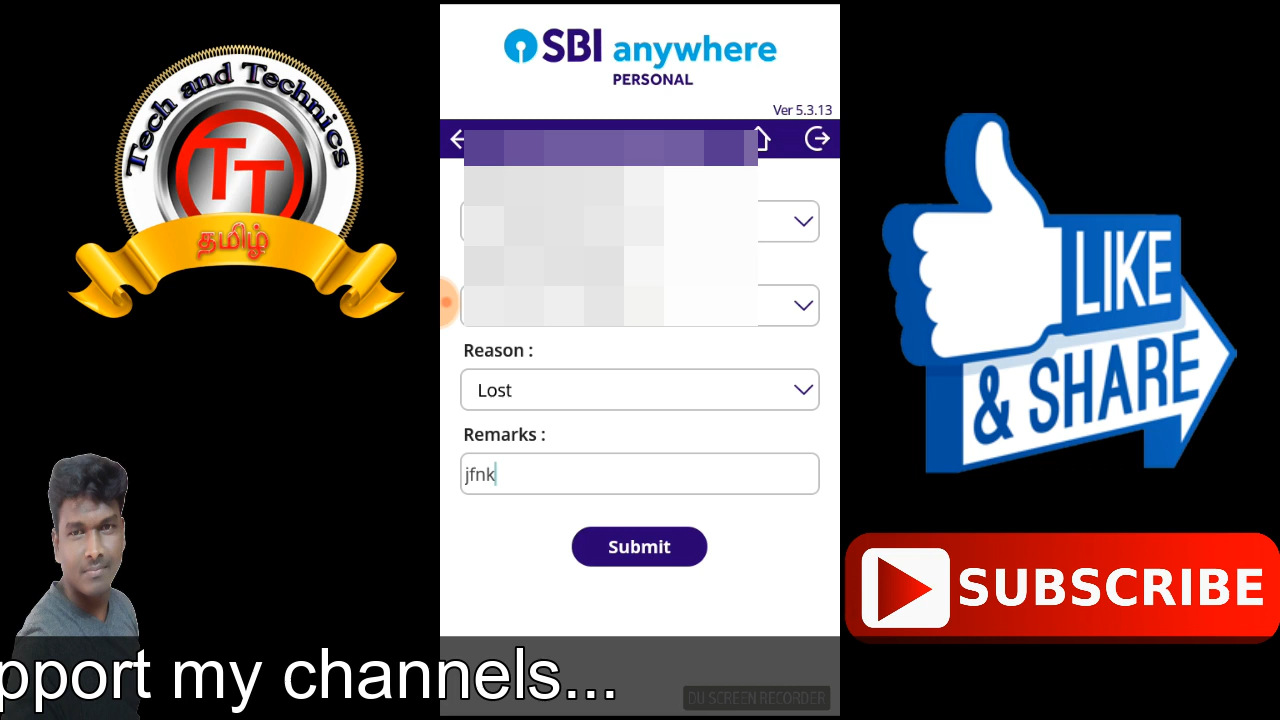 Tech and Technics
TT
தமிழ்
SBI anywhere
PERSONAL
Ver 5.3.13
Reason :
Lost
Remarks :
jfnk
Submit
LIKE
& SHARE
SUBSCRIBE
pport my channels...
DU SCREEN RECORDER